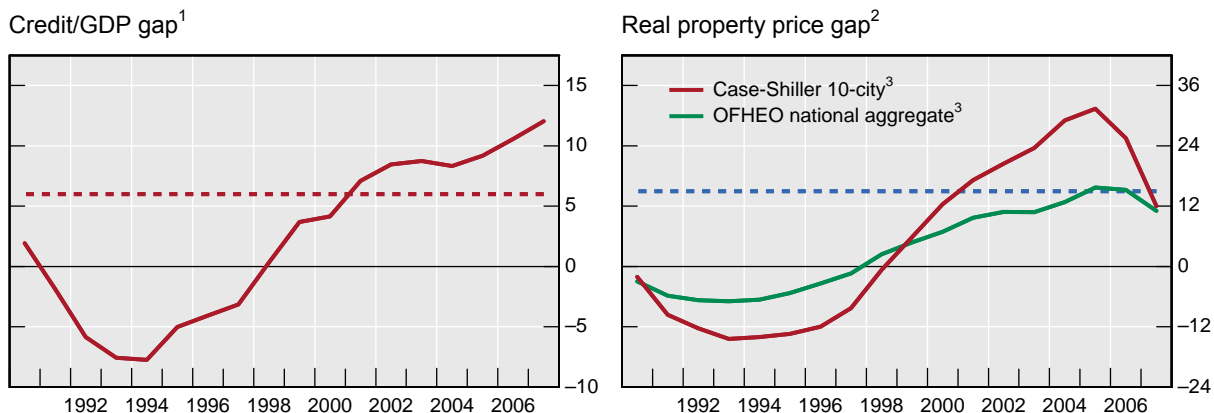 Credit/GDP gap¹
15
10
5
0
–5
–10
1992 1994 1996 1998 2000 2002 2004 2006
Real property price gap²
Case-Shiller 10-city³
OFHEO national aggregate³
36
24
12
0
–12
–24
1992 1994 1996 1998 2000 2002 2004 2006